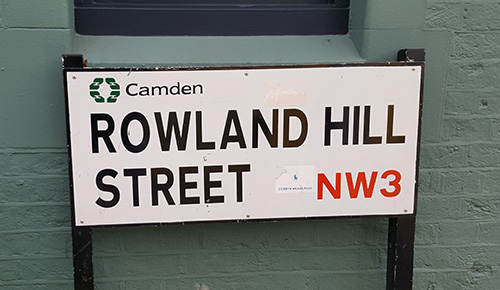 Camden
ROWLAND HILL
STREET
NW3